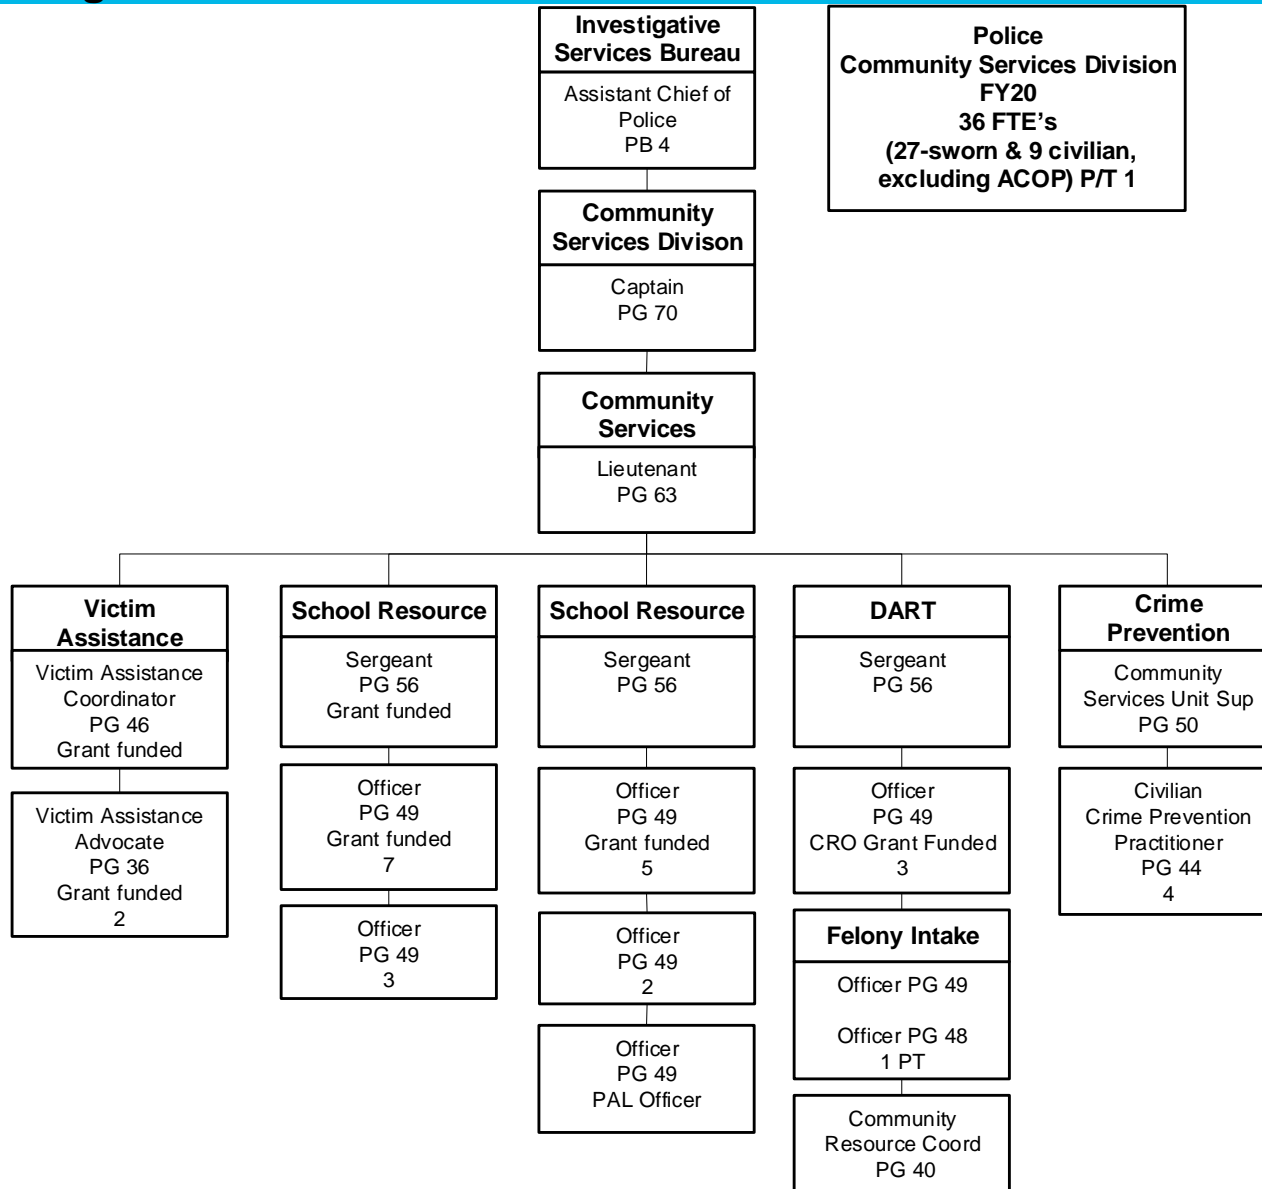 Investigative
Services Bureau
Assistant Chief of
Police
PB 4
Police
Community Services Division
FY20
36 FTE's
(27-sworn & 9 civilian,
excluding ACOP) P/T 1
Community
Services Divison
Captain
PG 70
Community
Services
Lieutenant
PG 63
Victim
Assistance
Victim Assistance
Coordinator
PG 46
Grant funded
Victim Assistance
Advocate
PG 36
Grant funded
2
School Resource
Sergeant
PG 56
Grant funded
Officer
PG 49
Grant funded
7
Officer
PG 49
3
School Resource
Sergeant
PG 56
Officer
PG 49
Grant funded
5
Officer
PG 49
2
Officer
PG 49
PAL Officer
DART
Sergeant
PG 56
Officer
PG 49
CRO Grant Funded
3
Felony Intake
Officer PG 49
Officer PG 48
1 PT
Community
Resource Coord
PG 40
Crime
Prevention
Community
Services Unit Sup
PG 50
Civilian
Crime Prevention
Practitioner
PG 44
4